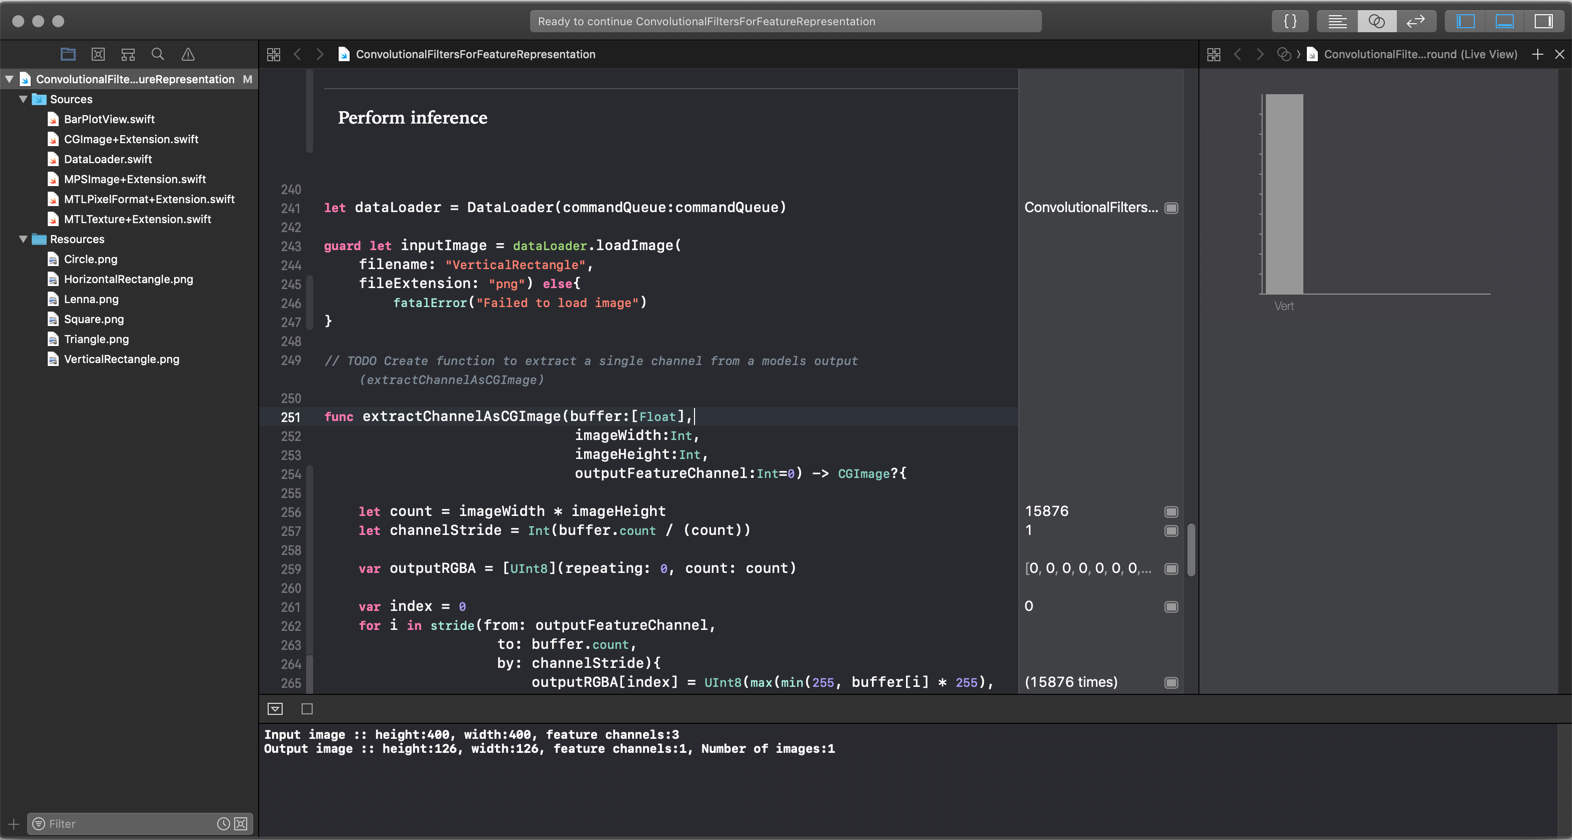 Ready to continue ConvolutionalFiltersForFeatureRepresentation
{}
ConvolutionalFiltersForFeatureRepresentation
ConvolutionalFilte...round (Live View)
ConvolutionalFilte...ureRepresentation M
Sources
BarPlotView.swift
CGImage+Extension.swift
DataLoader.swift
MPSImage+Extension.swift
MTLPixelFormat+Extension.swift
MTLTexture+Extension.swift
Resources
Circle.png
HorizontalRectangle.png
Lenna.png
Square.png
Triangle.png
VerticalRectangle.png
Filter
Perform inference
240
241 let dataLoader = DataLoader(commandQueue:commandQueue) ConvolutionalFilters...
242
243 guard let inputImage = dataLoader.loadImage(
244 filename: "VerticalRectangle",
245 fileExtension: "png") else{
246 fatalError("Failed to load image")
247 }
248
249 // TODO Create function to extract a single channel from a models output
(extractChannelAsCGImage)
250
251 func extractChannelAsCGImage(buffer:[Float],
252 imageWidth:Int,
253 imageHeight:Int,
254 outputFeatureChannel:Int=0) -> CGImage?{
255
256 let count = imageWidth * imageHeight 15876
257 let channelStride = Int(buffer.count / (count)) 1
258
259 var outputRGBA = [UInt8](repeating: 0, count: count) [0, 0, 0, 0, 0, 0, 0,...
260
261 var index = 0 0
262 for i in stride(from: outputFeatureChannel,
263 to: buffer.count,
264 by: channelStride){
265 outputRGBA[index] = UInt8(max(min(255, buffer[i] * 255), (15876 times)
Vert
Input image :: height:400, width:400, feature channels:3
Output image :: height:126, width:126, feature channels:1, Number of images:1